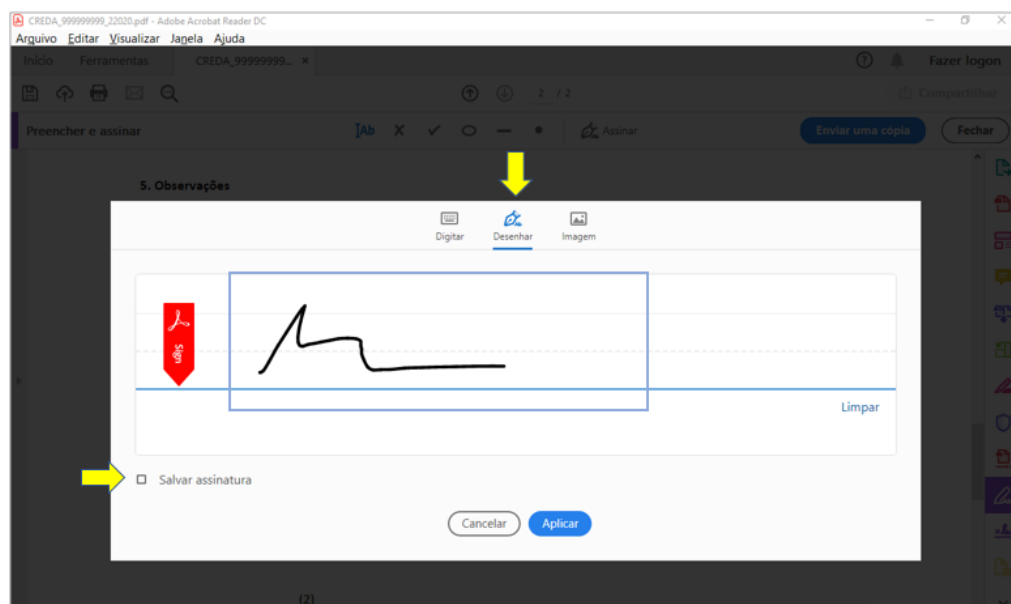 CREDA_999999999_22020.pdf - Adobe Acrobat Reader DC
Arquivo Editar Visualizar Janela Ajuda
Início Ferramentas CREDA_99999999... × Fazer logon
2 / 2 Compartilhar
Preencher e assinar Ab Assinar Enviar uma cópia Fechar
5. Observações
Digitar Desenhar Imagem
Sign
Limpar
Salvar assinatura
Cancelar Aplicar
(2)